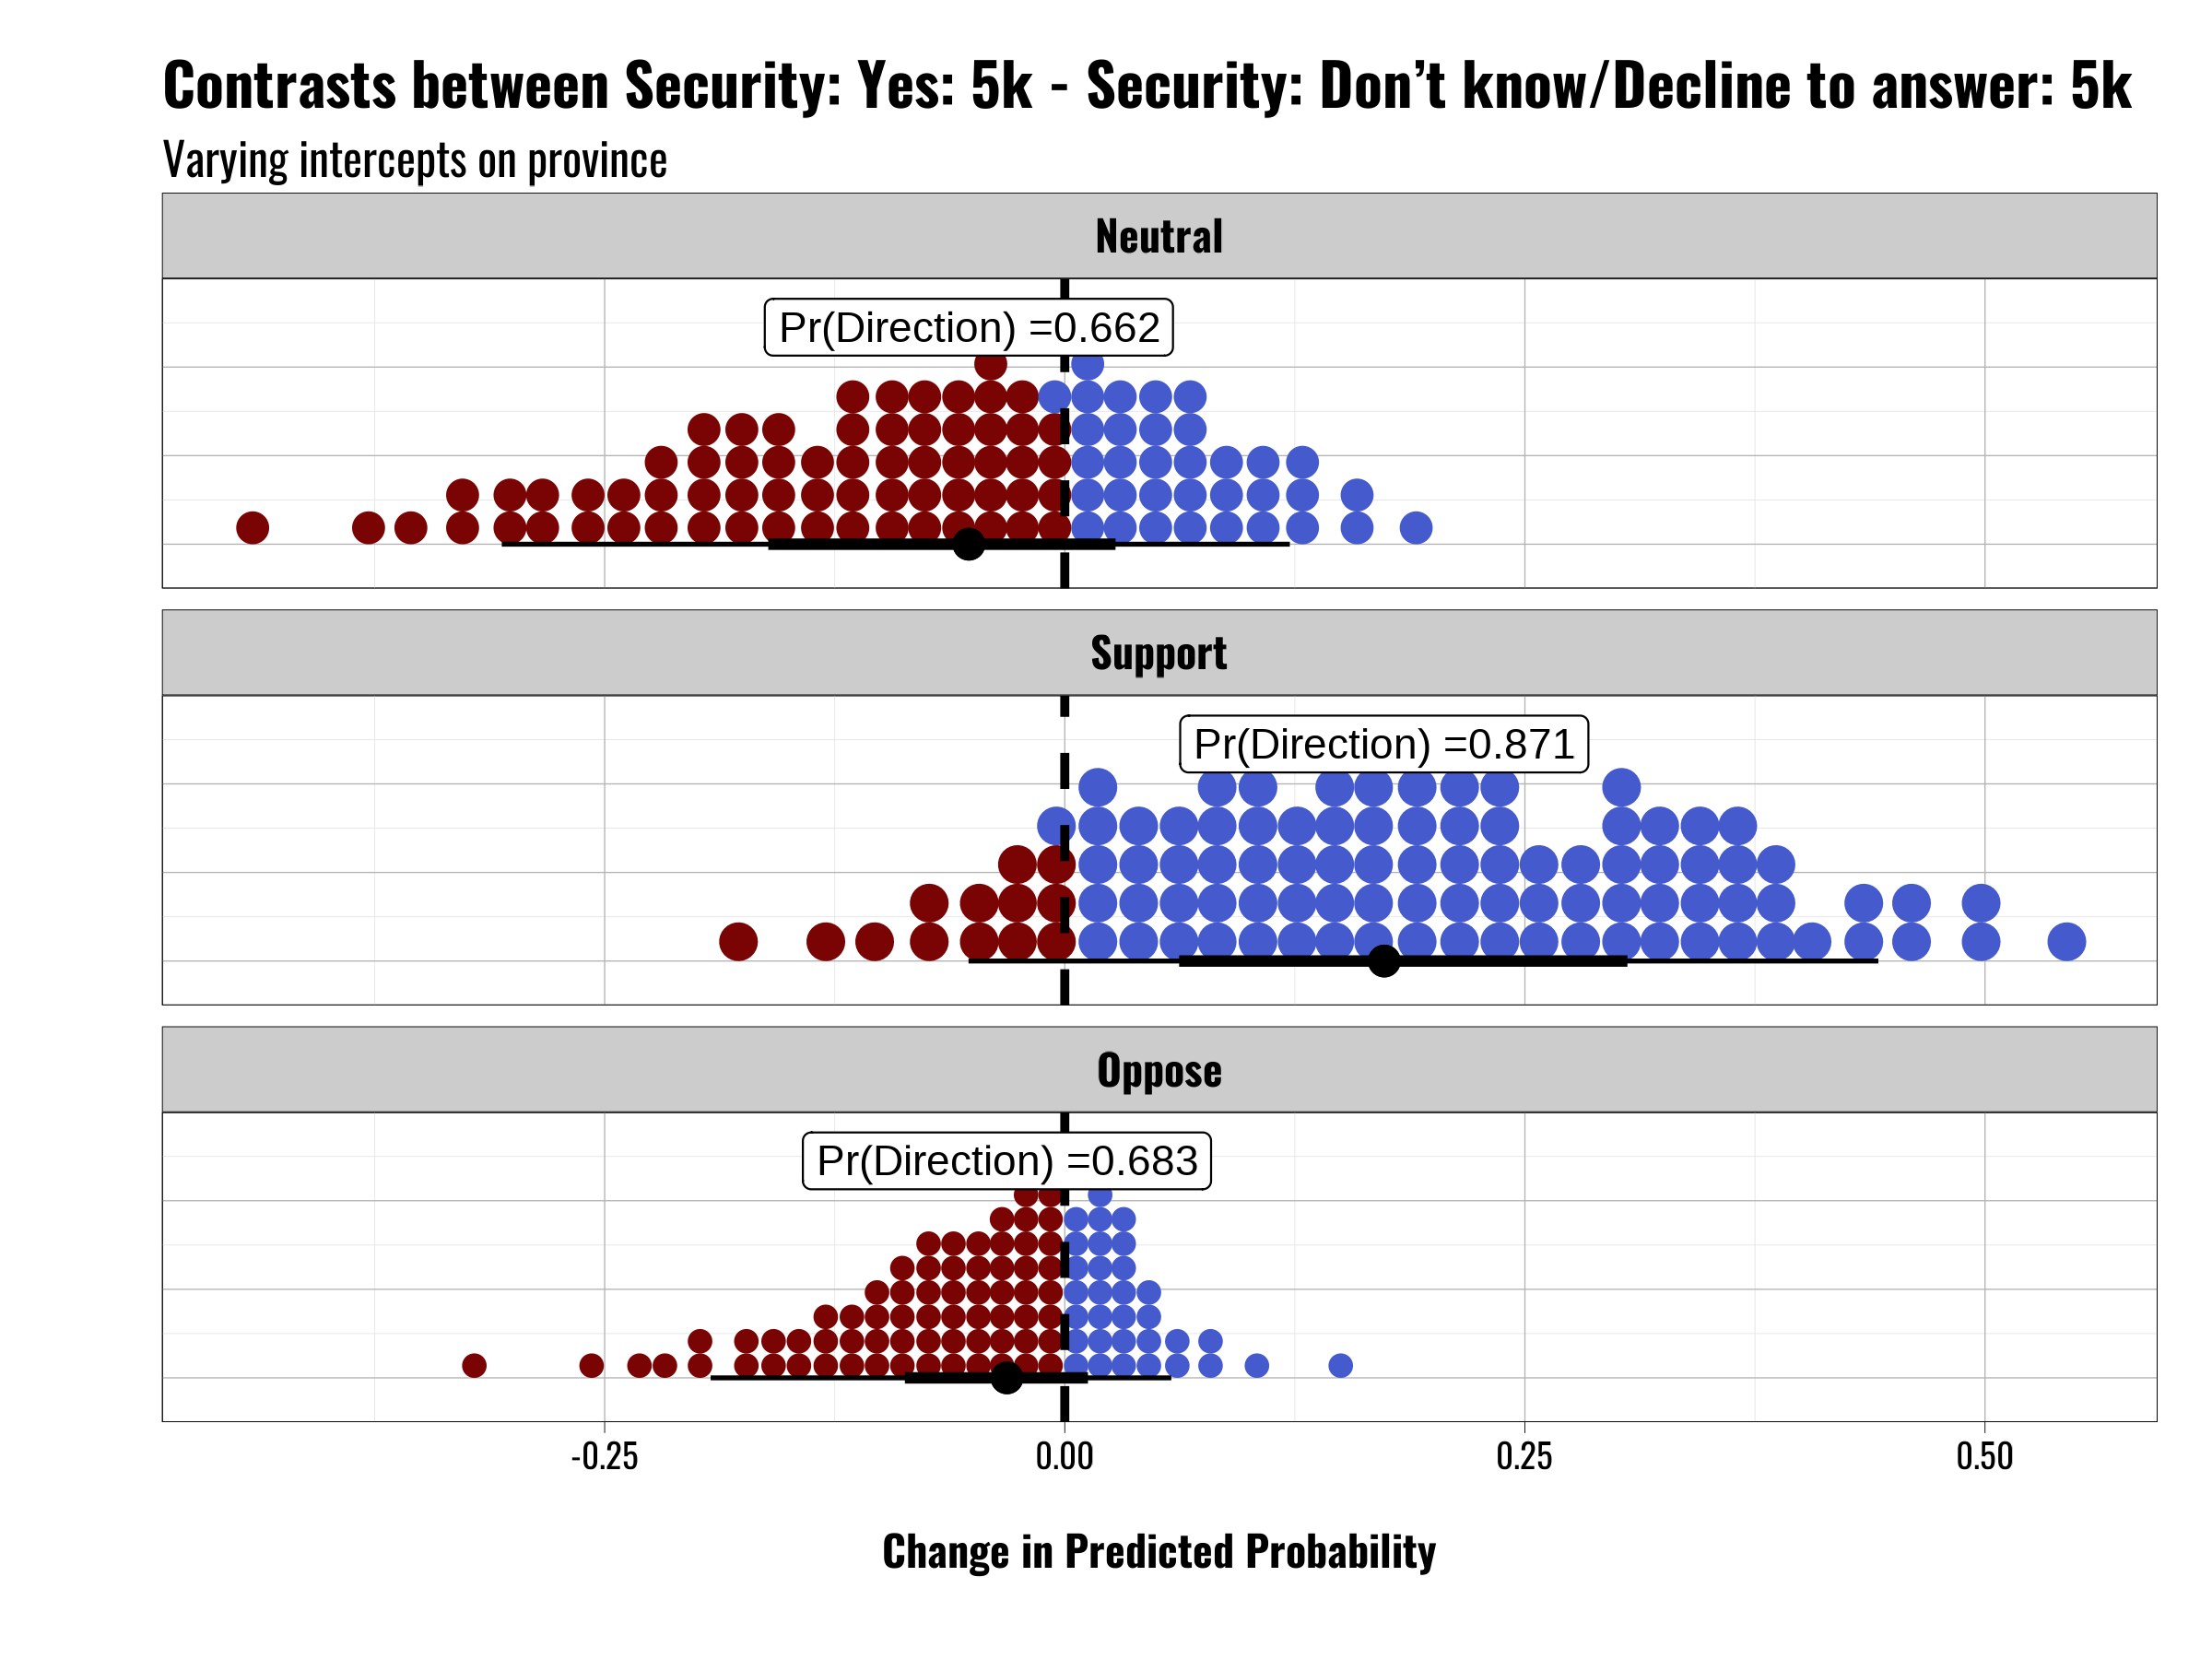 Contrasts between Security: Yes: 5k - Security: Don’t know/Decline to answer: 5k
Varying intercepts on province
Neutral
Pr(Direction) =0.662
Support
Pr(Direction) =0.871
Oppose
Pr(Direction) =0.683
-0.25 0.00 0.25 0.50
Change in Predicted Probability